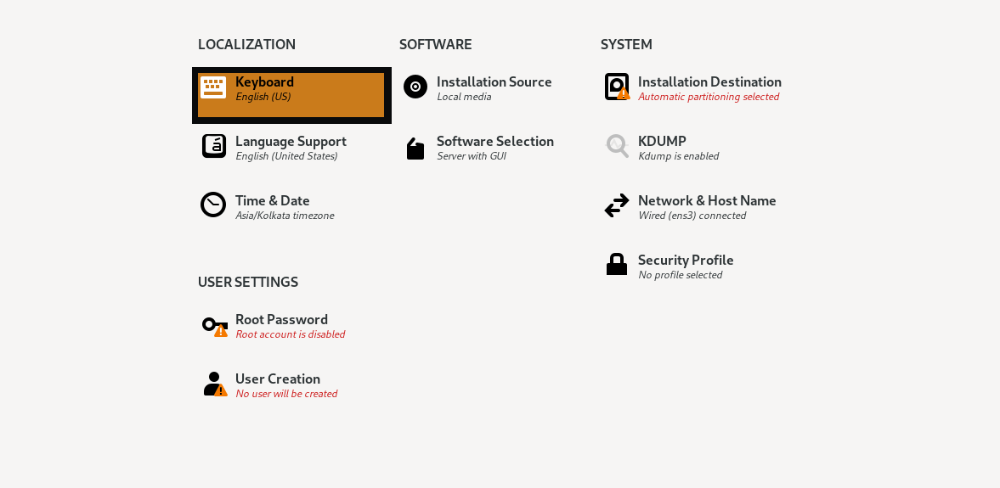 LOCALIZATION
Keyboard
English (US)
Language Support
English (United States)
Time & Date
Asia/Kolkata timezone
USER SETTINGS
Root Password
Root account is disabled
User Creation
No user will be created
SOFTWARE
Installation Source
Local media
Software Selection
Server with GUI
SYSTEM
Installation Destination
Automatic partitioning selected
KDUMP
Kdump is enabled
Network & Host Name
Wired (ens3) connected
Security Profile
No profile selected